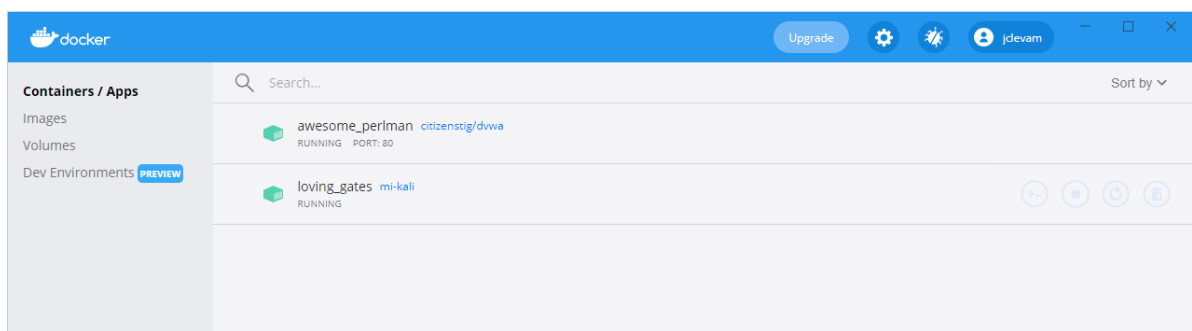 docker
Upgrade
jclevam
Containers / Apps
Images
Volumes
Dev Environments PREVIEW
Search...
Sort by
awesome_perlman citizenstig/dvwa
RUNNING PORT: 80
loving_gates mi-kali
RUNNING